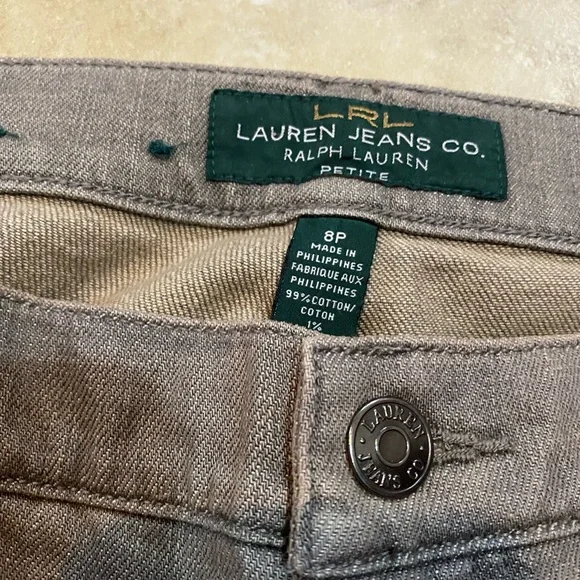 LRL
LAUREN JEANS CO.
RALPH LAUREN
PETITE
8P
MADE IN
PHILIPPINES
FABRIQUE AUX
PHILIPPINES
99% COTTON/
COTON
1%
LAUREN
JEANS CO